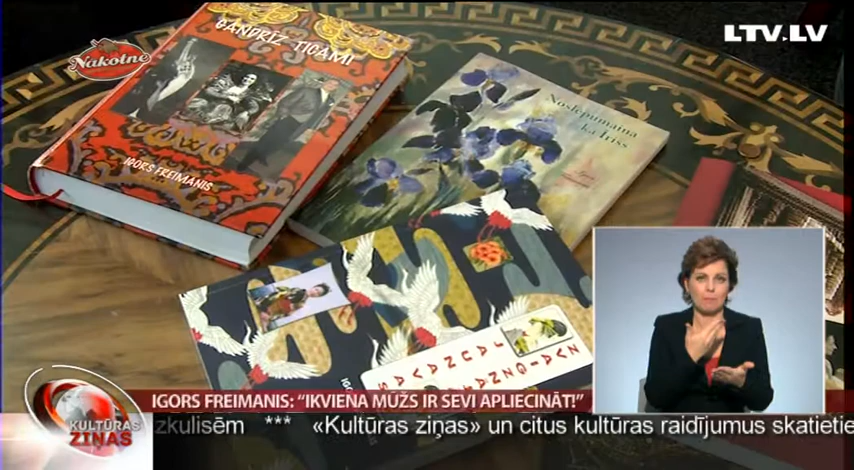 LTV.LV
Nakotne
GANDRĪZ TICAMI
IGORS FREIMANIS
Noslēpumaina
kā īriss
IGORS FREIMANIS: "IKVIENA MŪŽS IR SEVI APLIECINĀT!"
KULTŪRAS
ZIŅAS
zkulisēm *** «Kultūras ziņas» un citus kultūras raidījumus skatietie